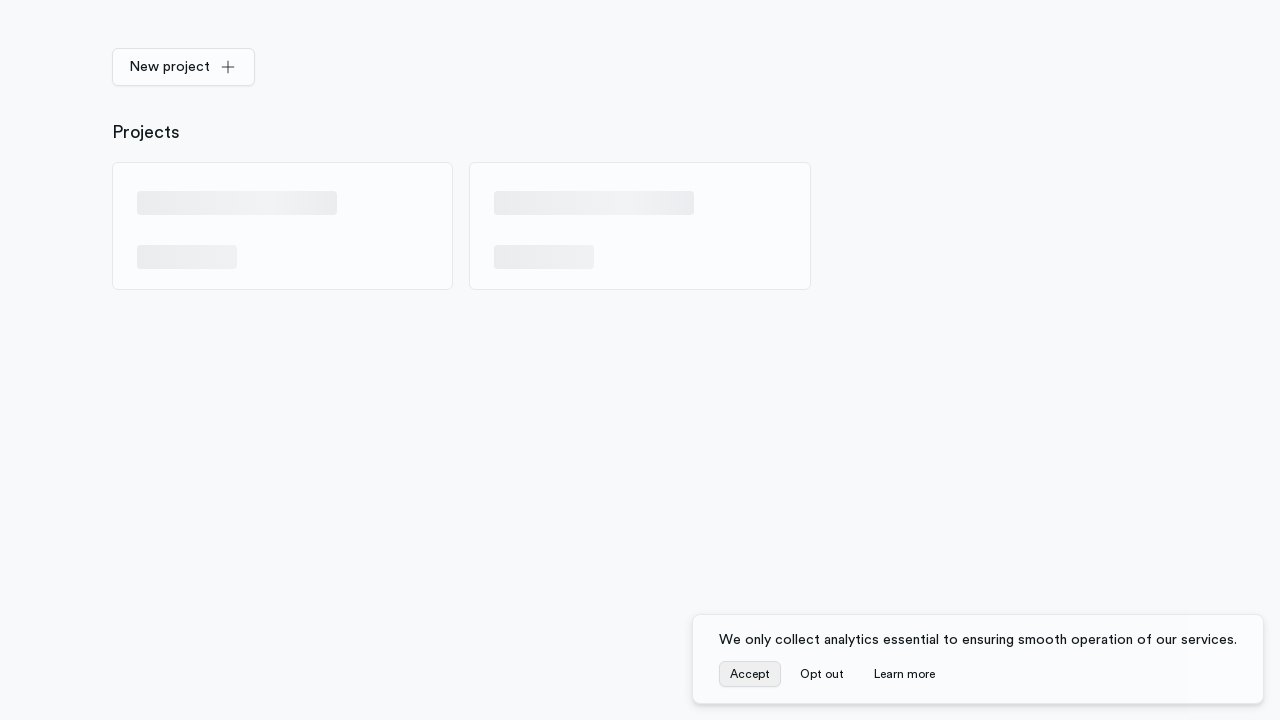 New project
Projects
We only collect analytics essential to ensuring smooth operation of our services.
Accept
Opt out
Learn more